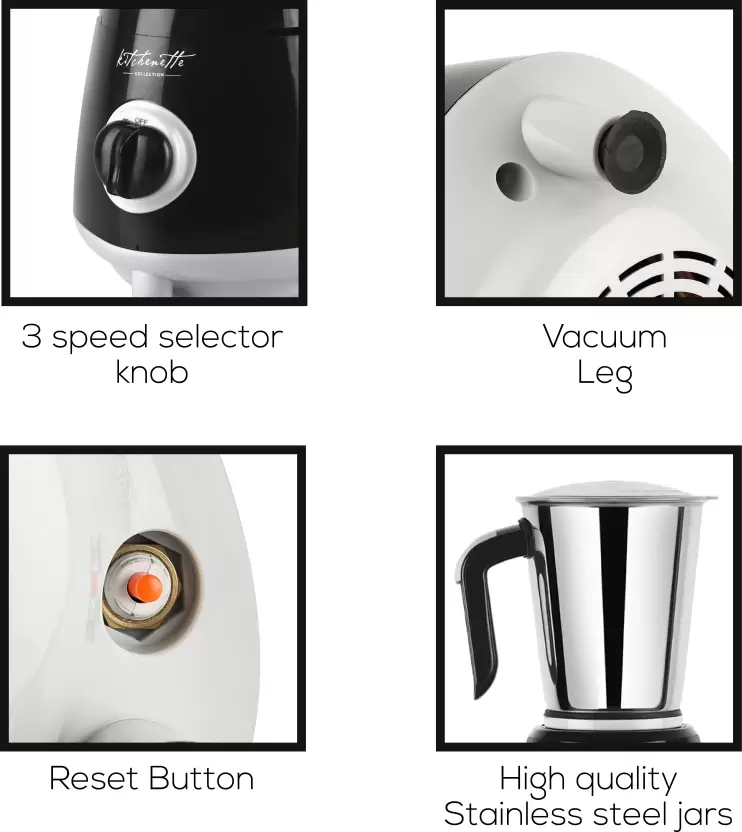 kitchenette
COLLECTION
OFF
3 speed selector
knob
Vacuum
Leg
Reset Button
High quality
Stainless steel jars